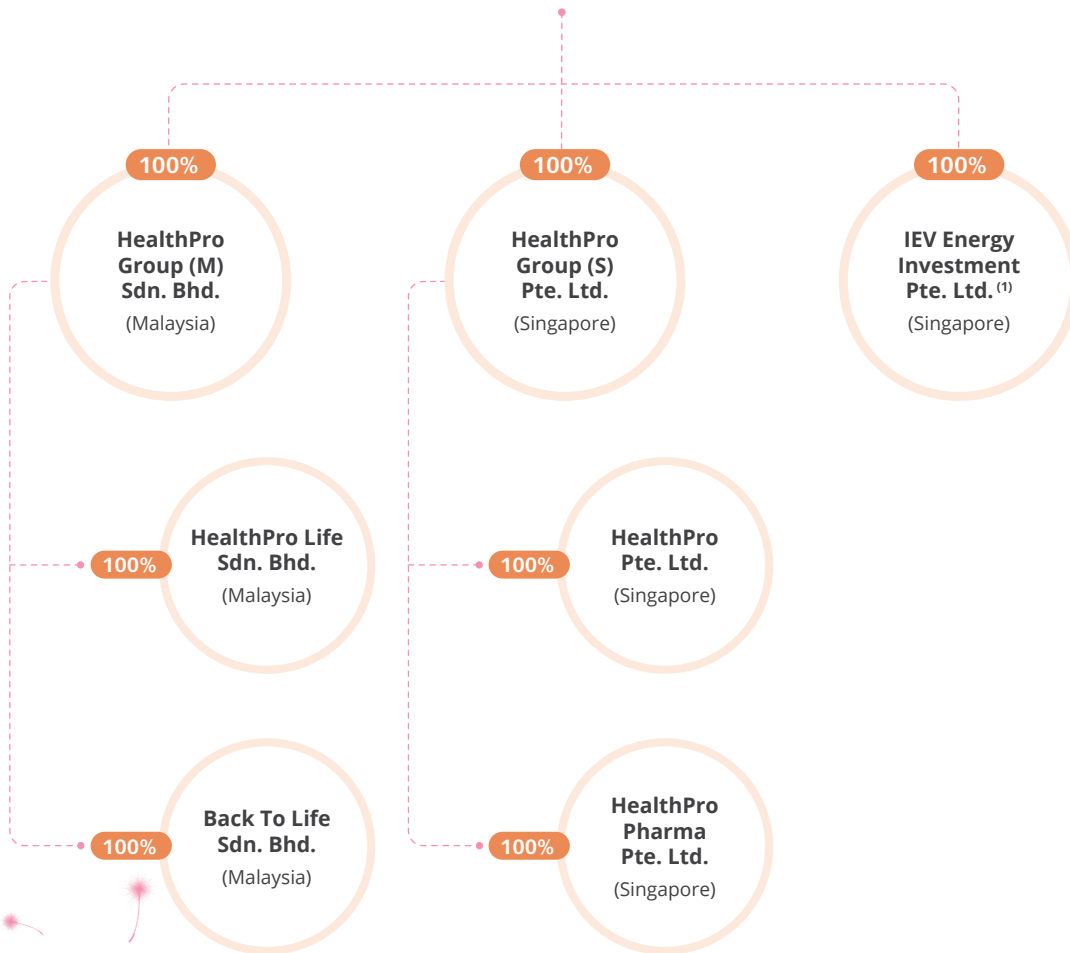 100%
HealthPro
Group (M)
Sdn. Bhd.
(Malaysia)
100%
HealthPro
Group (S)
Pte. Ltd.
(Singapore)
100%
IEV Energy
Investment
Pte. Ltd. (1)
(Singapore)
100%
HealthPro Life
Sdn. Bhd.
(Malaysia)
100%
HealthPro
Pte. Ltd.
(Singapore)
100%
Back To Life
Sdn. Bhd.
(Malaysia)
100%
HealthPro
Pharma
Pte. Ltd.
(Singapore)